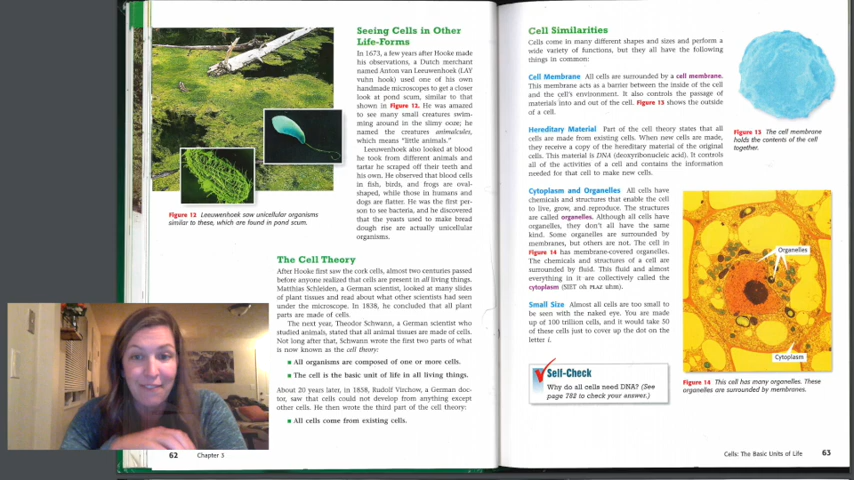 Seeing Cells in Other
Life-Forms
In 1673, a few years after Hooke made
his observations, a Dutch merchant
named Anton van Leeuwenhoek (LAY
vuhn hook) used one of his own
handmade microscopes to get a closer
look at pond scum, similar to that
shown in Figure 12. He was amazed
to see many small creatures swim-
ming around in the slimy ooze; he
named the creatures animalcules,
which means "little animals."
Leeuwenhoek also looked at blood
he took from different animals and
tartar he scraped off their teeth and
his own. He observed that blood cells
in fish, birds, and frogs are oval-
shaped, while those in humans and
dogs are flatter. He was the first per-
son to see bacteria, and he discovered
that the yeasts used to make bread
dough rise are actually unicellular
organisms.
Figure 12 Leeuwenhoek saw unicellular organisms
similar to these, which are found in pond scum.
The Cell Theory
After Hooke first saw the cork cells, almost two centuries passed
before anyone realized that cells are present in all living things.
Matthias Schleiden, a German scientist, looked at many slides
of plant tissues and read about what other scientists had seen
under the microscope. In 1838, he concluded that all plant
parts are made of cells.
The next year, Theodor Schwann, a German scientist who
studied animals, stated that all animal tissues are made of cells.
Not long after that, Schwann wrote the first two parts of what
is now known as the cell theory:
■ All organisms are composed of one or more cells.
■ The cell is the basic unit of life in all living things.
About 20 years later, in 1858, Rudolf Virchow, a German doc-
tor, saw that cells could not develop from anything except
other cells. He then wrote the third part of the cell theory:
■ All cells come from existing cells.
62 Chapter 3
Cell Similarities
Cells come in many different shapes and sizes and perform a
wide variety of functions, but they all have the following
things in common:
Cell Membrane All cells are surrounded by a cell membrane.
This membrane acts as a barrier between the inside of the cell
and the cell's environment. It also controls the passage of
materials into and out of the cell. Figure 13 shows the outside
of a cell.
Hereditary Material Part of the cell theory states that all
cells are made from existing cells. When new cells are made,
they receive a copy of the hereditary material of the original
cells. This material is DNA (deoxyribonucleic acid). It controls
all of the activities of a cell and contains the information
needed for that cell to make new cells.
Cytoplasm and Organelles All cells have
chemicals and structures that enable the cell
to live, grow, and reproduce. The structures
are called organelles. Although all cells have
organelles, they don't all have the same
kind. Some organelles are surrounded by
membranes, but others are not. The cell in
Figure 14 has membrane-covered organelles.
The chemicals and structures of a cell are
surrounded by fluid. This fluid and almost
everything in it are collectively called the
cytoplasm (SIET oh PLAZ uhm).
Small Size Almost all cells are too small to
be seen with the naked eye. You are made
up of 100 trillion cells, and it would take 50
of these cells just to cover up the dot on the
letter i.
Self-Check
Why do all cells need DNA? (See
page 782 to check your answer.)
Figure 13 The cell membrane
holds the contents of the cell
together.
Organelles
Cytoplasm
Figure 14 This cell has many organelles. These
organelles are surrounded by membranes.
Cells: The Basic Units of Life 63